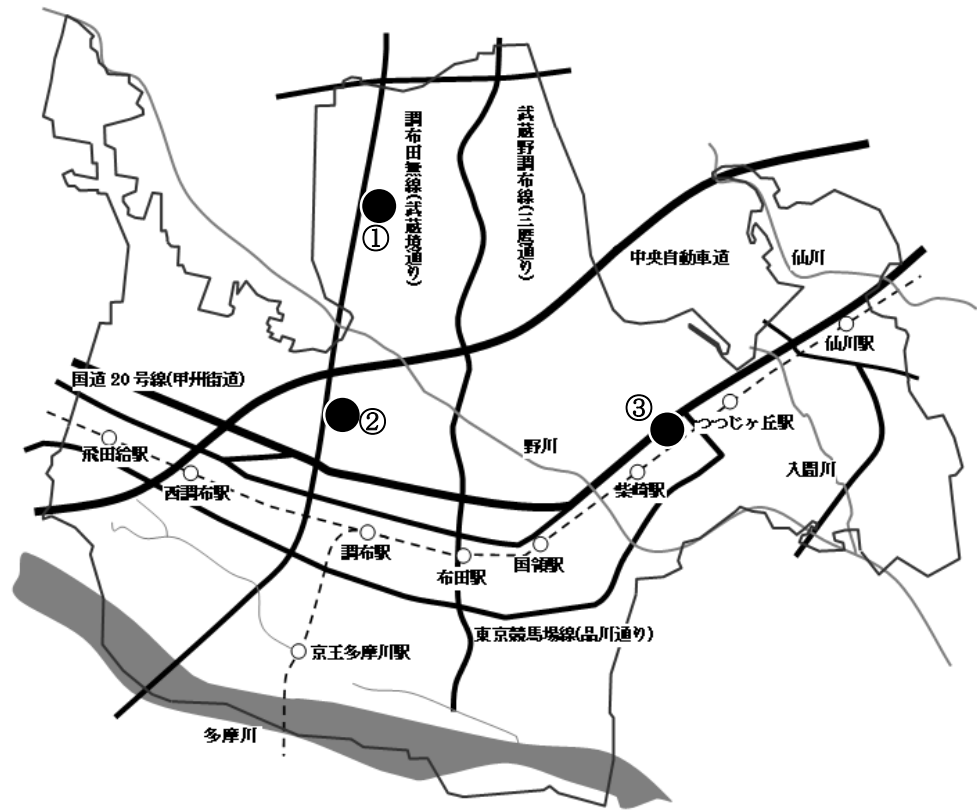 調布田無線(武蔵境通り)
武蔵野調布線(三鷹通り)
①
中央自動車道
仙川
仙川駅
国道20号線(甲州街道)
②
③
つつじヶ丘駅
飛田給駅
野川
入間川
西調布駅
柴崎駅
調布駅
布田駅
国領駅
東京競馬場線(品川通り)
京王多摩川駅
多摩川